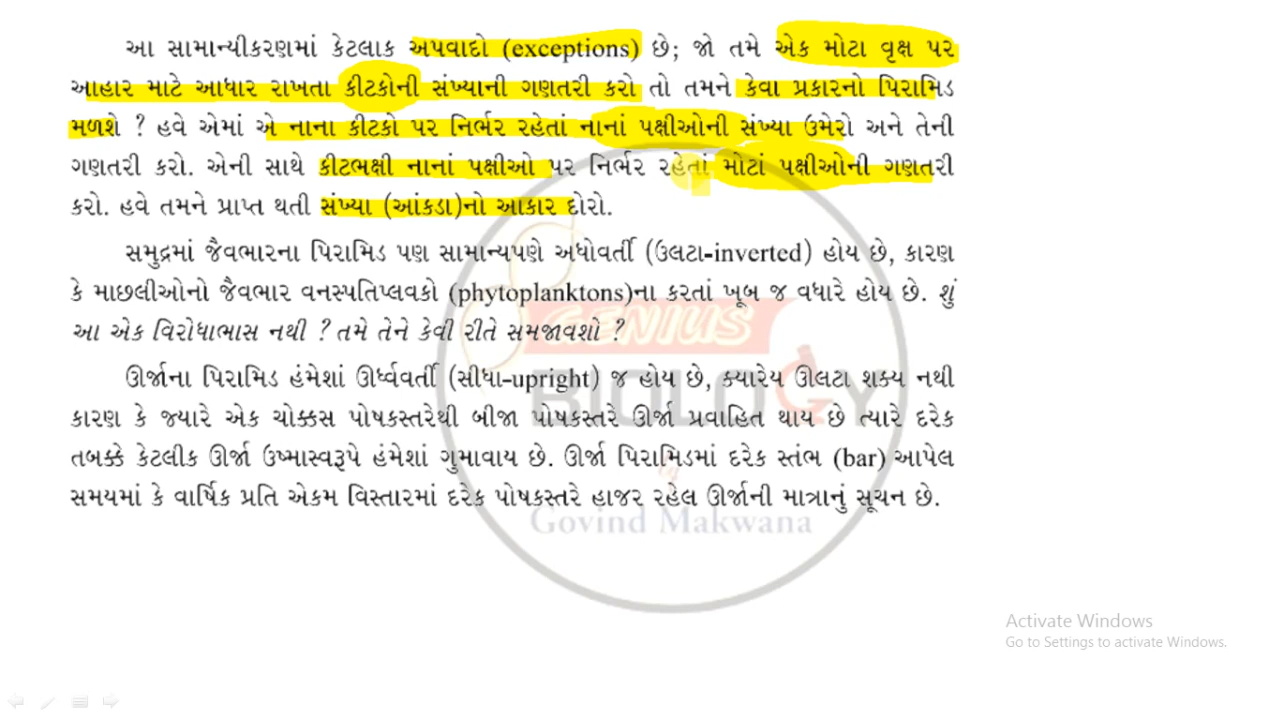 આ સામાન્યીકરણમાં કેટલાક અપવાદો (exceptions) છે; જો તમે એક મોટા વૃક્ષ પર
આહાર માટે આધાર રાખતા કીટકોની સંખ્યાની ગણતરી કરો તો તમને કેવા પ્રકારનો પિરામિડ
મળશે ? હવે એમાં એ નાના કીટકો પર નિર્ભર રહેતાં નાનાં પક્ષીઓની સંખ્યા ઉમેરો અને તેની
ગણતરી કરો. એની સાથે કીટભક્ષી નાનાં પક્ષીઓ પર નિર્ભર રહેતાં મોટાં પક્ષીઓની ગણતરી
કરો. હવે તમને પ્રાપ્ત થતી સંખ્યા (આંકડા)નો આકાર દોરો.
સમુદ્રમાં જૈવભારના પિરામિડ પણ સામાન્યપણે અધોવર્તી (ઉલટા-inverted) હોય છે, કારણ
કે માછલીઓનો જૈવભાર વનસ્પતિપ્લવકો (phytoplanktons)ના કરતાં ખૂબ જ વધારે હોય છે. શું
આ એક વિરોધાભાસ નથી ? તમે તેને કેવી રીતે સમજાવશો ?
ઊર્જાના પિરામિડ હંમેશાં ઊર્ધ્વવર્તી (સીધા-upright) જ હોય છે, ક્યારેય ઊલટા શક્ય નથી
કારણ કે જ્યારે એક ચોક્કસ પોષકસ્તરેથી બીજા પોષકસ્તરે ઊર્જા પ્રવાહિત થાય છે ત્યારે દરેક
તબક્કે કેટલીક ઊર્જા ઉષ્માસ્વરૂપે હંમેશાં ગુમાવાય છે. ઊર્જા પિરામિડમાં દરેક સ્તંભ (bar) આપેલ
સમયમાં કે વાર્ષિક પ્રતિ એકમ વિસ્તારમાં દરેક પોષકસ્તરે હાજર રહેલ ઊર્જાની માત્રાનું સૂચન છે.
GENIUS
BIOLOGY
by
Govind Makwana
Activate Windows
Go to Settings to activate Windows.